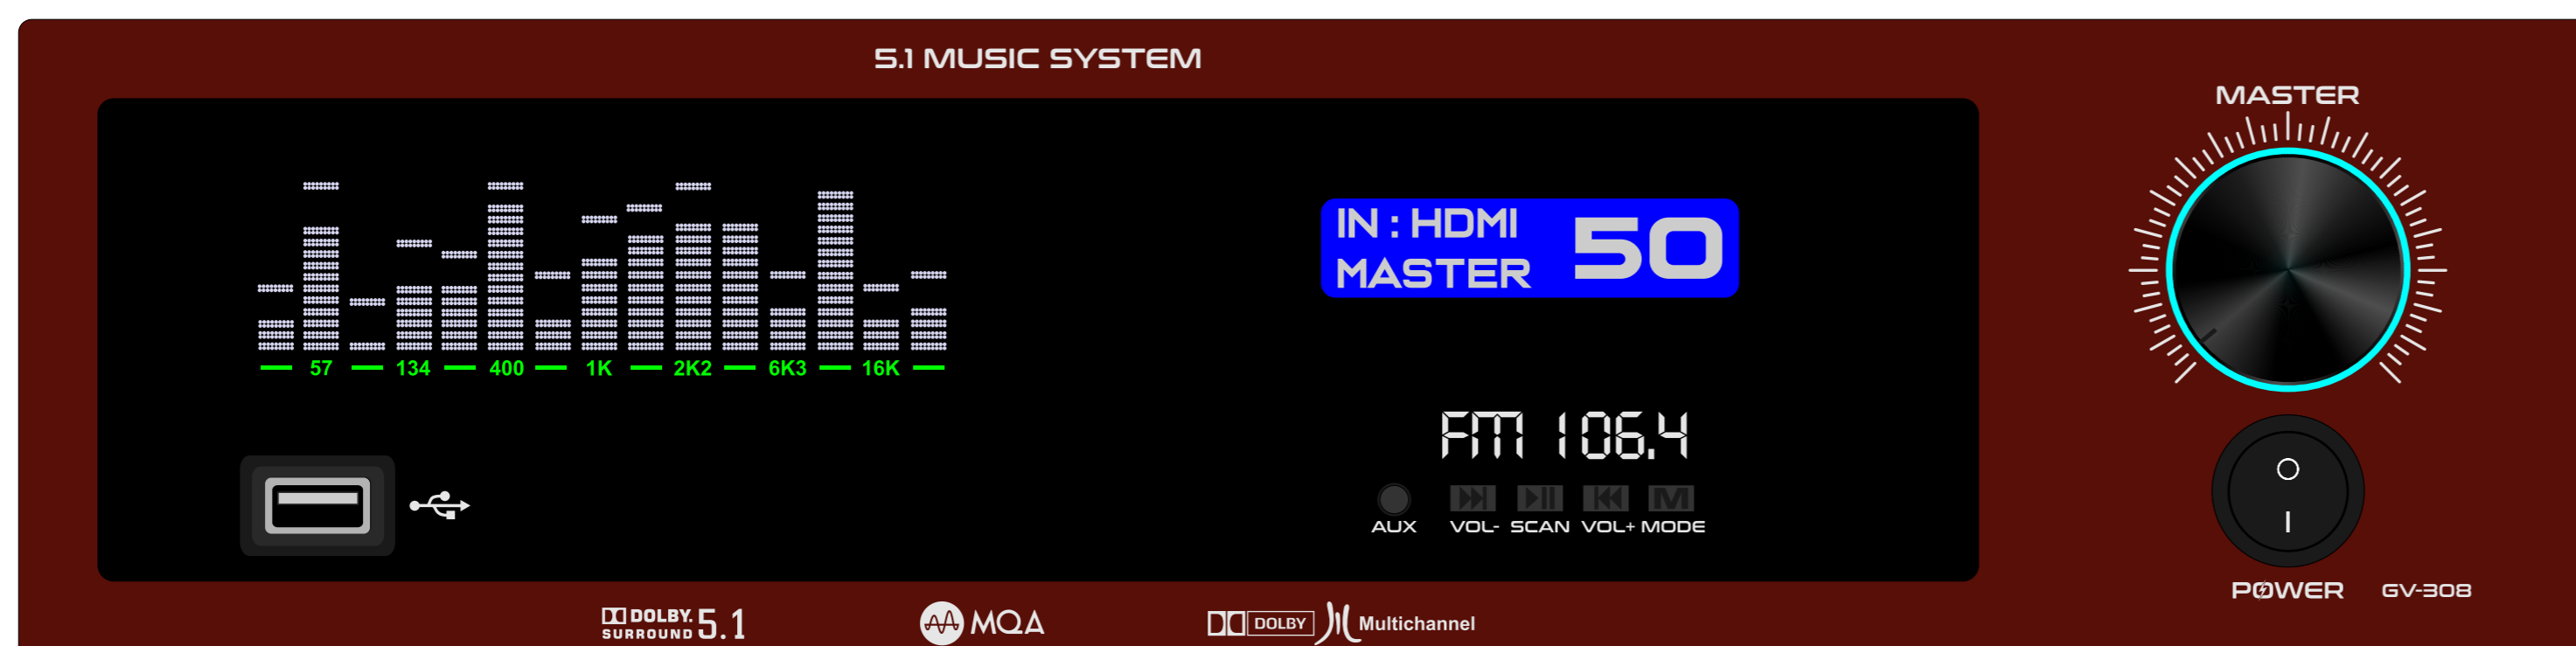 5.1 MUSIC SYSTEM
MASTER
IN : HDMI
MASTER
50
57 134 400 1K 2K2 6K3 16K
FM 106.4
M
AUX VOL- SCAN VOL+ MODE
POWER
GV-308
DOLBY.
SURROUND 5.1
MQA
DOLBY
Multichannel